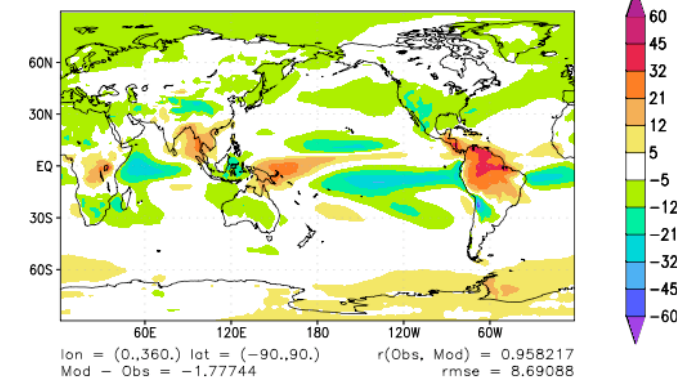 60N
30N
EQ
30S
60S
60E 120E 180 120W 60W
60
45
32
21
12
5
−5
−12
−21
−32
−45
−60
lon = (0.,360.) lat = (−90.,90.) r(Obs, Mod) = 0.958217
Mod − Obs = −1.77744 rmse = 8.69088